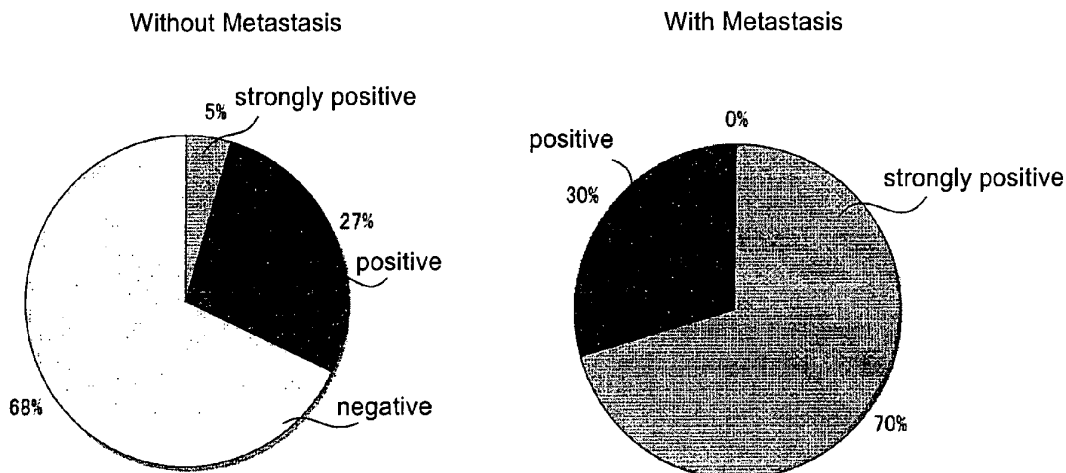 Without Metastasis
5%
strongly positive
27%
positive
68%
negative
With Metastasis
0%
positive
30%
strongly positive
70%